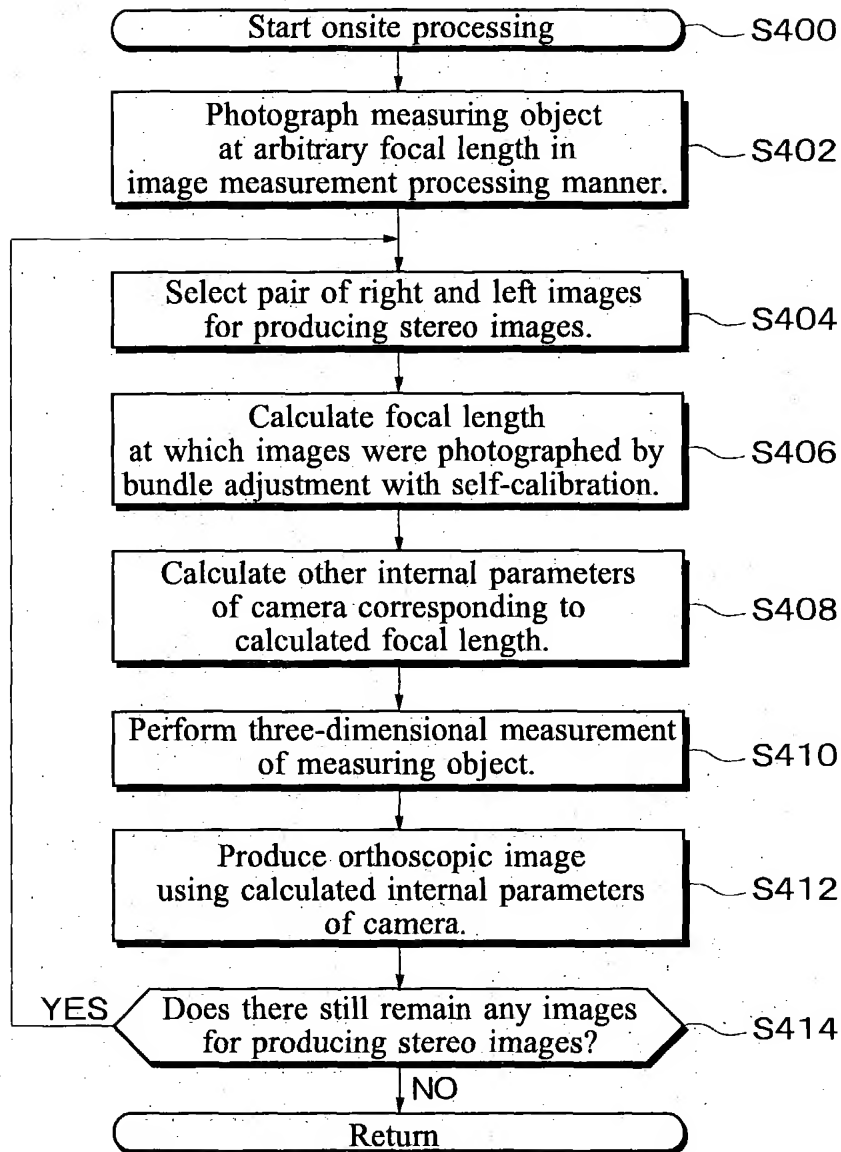 Start onsite processing
S400
Photograph measuring object
at arbitrary focal length in
image measurement processing manner.
S402
Select pair of right and left images
for producing stereo images.
S404
Calculate focal length
at which images were photographed by
bundle adjustment with self-calibration.
S406
Calculate other internal parameters
of camera corresponding to
calculated focal length.
S408
Perform three-dimensional measurement
of measuring object.
S410
Produce orthoscopic image
using calculated internal parameters
of camera.
S412
YES
Does there still remain any images
for producing stereo images?
S414
NO
Return